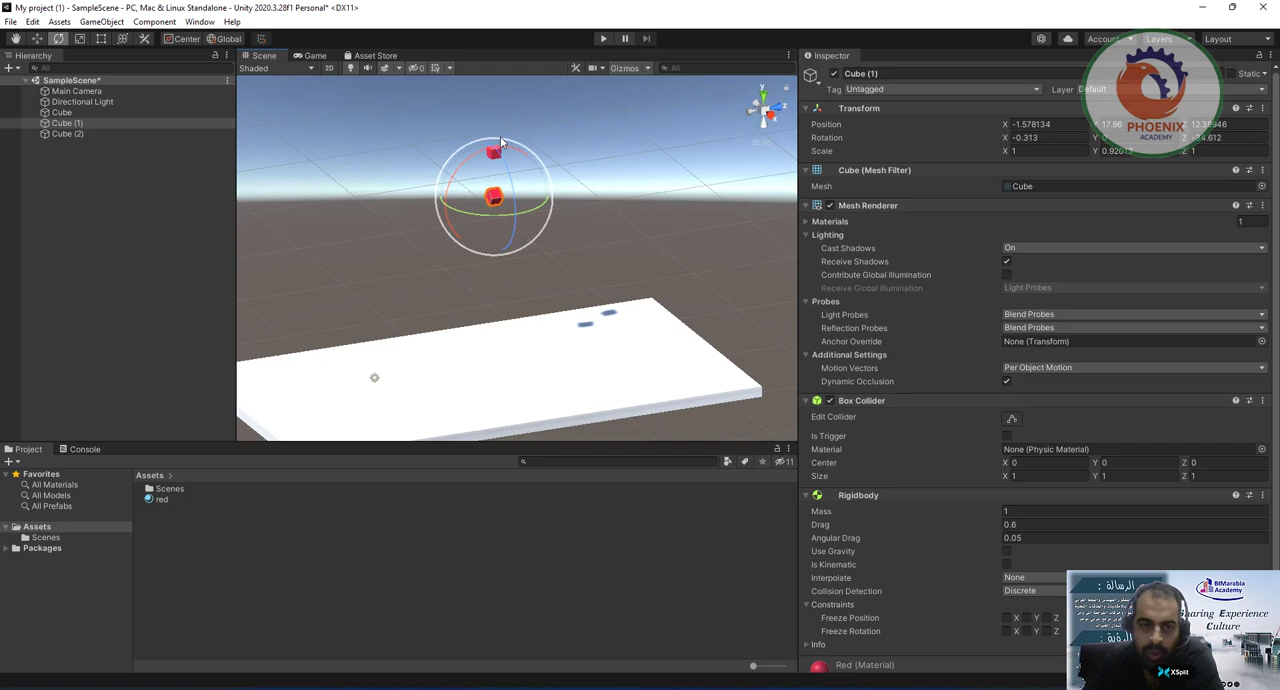 My project (1) - SampleScene - PC, Mac & Linux Standalone - Unity 2020.3.28f1 Personal* <DX11>
File Edit Assets GameObject Component Window Help
Center Global Account Layers Layout
Hierarchy
All
SampleScene*
Main Camera
Directional Light
Cube
Cube (1)
Cube (2)
Scene Game Asset Store
Shaded 2D 0 Gizmos All
y
z
x
Inspector
Cube (1) Static
Tag Untagged Layer Default
PHOENIX
ACADEMY
Transform
Position X -1.578134 Y 17.96 Z
Rotation X -0.313 Y Z
Scale X 1 Y Z 1
Cube (Mesh Filter)
Mesh Cube
Mesh Renderer
Materials 1
Lighting
Cast Shadows On
Receive Shadows
Contribute Global Illumination
Receive Global Illumination Light Probes
Probes
Light Probes Blend Probes
Reflection Probes Blend Probes
Anchor Override None (Transform)
Additional Settings
Motion Vectors Per Object Motion
Dynamic Occlusion
Box Collider
Edit Collider
Is Trigger
Material None (Physic Material)
Center X 0 Y 0 Z 0
Size X 1 Y 1 Z 1
Rigidbody
Mass 1
Drag 0.6
Angular Drag 0.05
Use Gravity
Is Kinematic
Interpolate None
Collision Detection Discrete
Constraints
Freeze Position X Y Z
Freeze Rotation X Y Z
Info
Red (Material)
Project Console
11
Favorites
All Materials
All Models
All Prefabs
Assets
Scenes
Packages
Assets
Scenes
red
الرسالة :
BIMarabia
Academy
Sharing Experience
Culture
XSplit